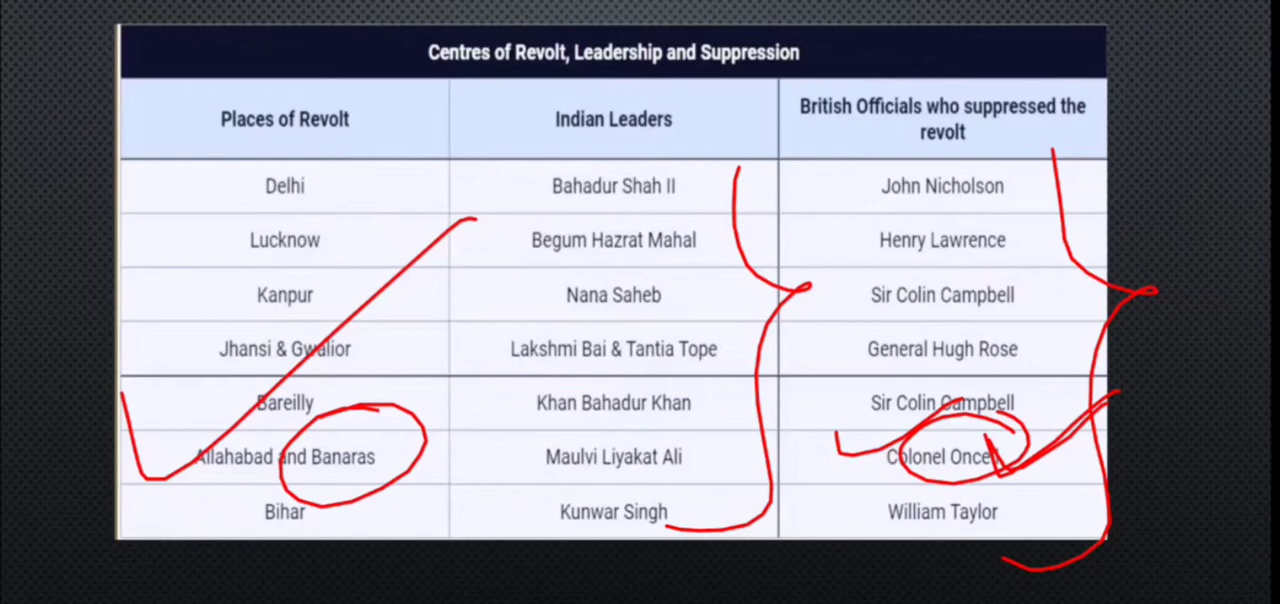 Centres of Revolt, Leadership and Suppression
Places of Revolt
Indian Leaders
British Officials who suppressed the
revolt
Delhi
Bahadur Shah II
John Nicholson
Lucknow
Begum Hazrat Mahal
Henry Lawrence
Kanpur
Nana Saheb
Sir Colin Campbell
Jhansi & Gwalior
Lakshmi Bai & Tantia Tope
General Hugh Rose
Bareilly
Khan Bahadur Khan
Sir Colin Campbell
Allahabad and Banaras
Maulvi Liyakat Ali
Colonel Oncel
Bihar
Kunwar Singh
William Taylor